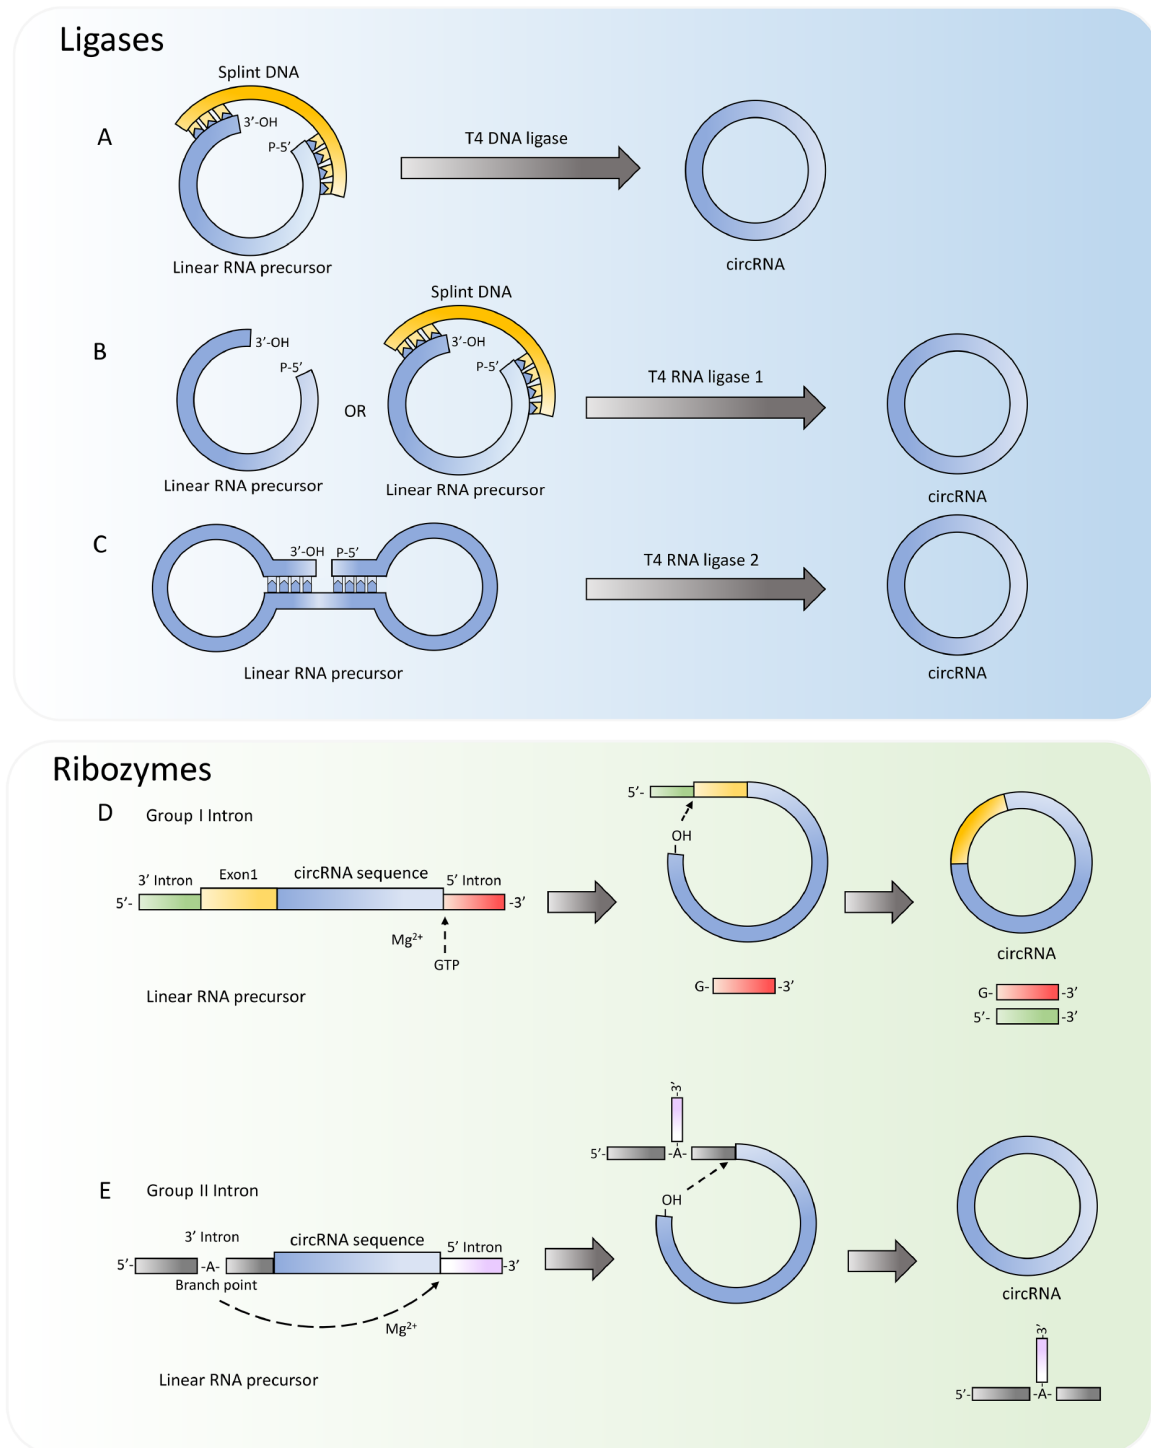 Ligases
Splint DNA
A
3’-OH
P-5’
T4 DNA ligase
Linear RNA precursor
circRNA
Splint DNA
B
3’-OH
P-5’
OR
3’-OH
P-5’
T4 RNA ligase 1
Linear RNA precursor
Linear RNA precursor
circRNA
C
3’-OH P-5’
T4 RNA ligase 2
Linear RNA precursor
circRNA
Ribozymes
D
Group I Intron
3’ Intron
Exon1
circRNA sequence
5’ Intron
5’-
-3’
Mg²⁺
GTP
Linear RNA precursor
5’-
OH
G-
-3’
circRNA
G-
-3’
5’-
-3’
E
Group II Intron
3’ Intron
circRNA sequence
5’ Intron
5’-
-A-
-3’
Branch point
Mg²⁺
Linear RNA precursor
-3’
5’-
-A-
OH
circRNA
-3’
5’-
-A-